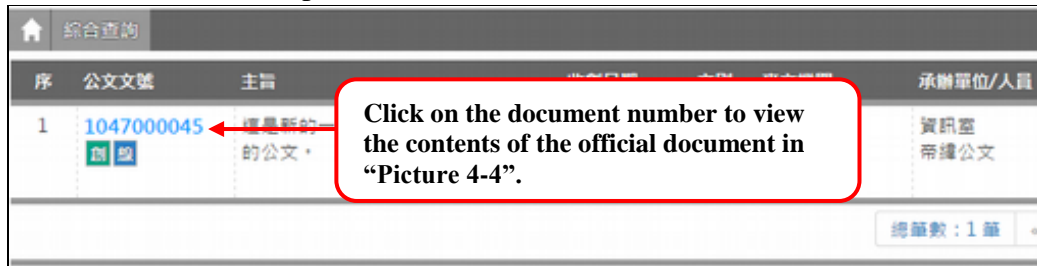 綜合查詢
序 公文文號 主旨 承辦單位/人員
1 1047000045 這是新的一 資訊室
創 般 的公文。 帝緯公文
Click on the document number to view
the contents of the official document in
“Picture 4-4”.
總筆數：1 筆 «